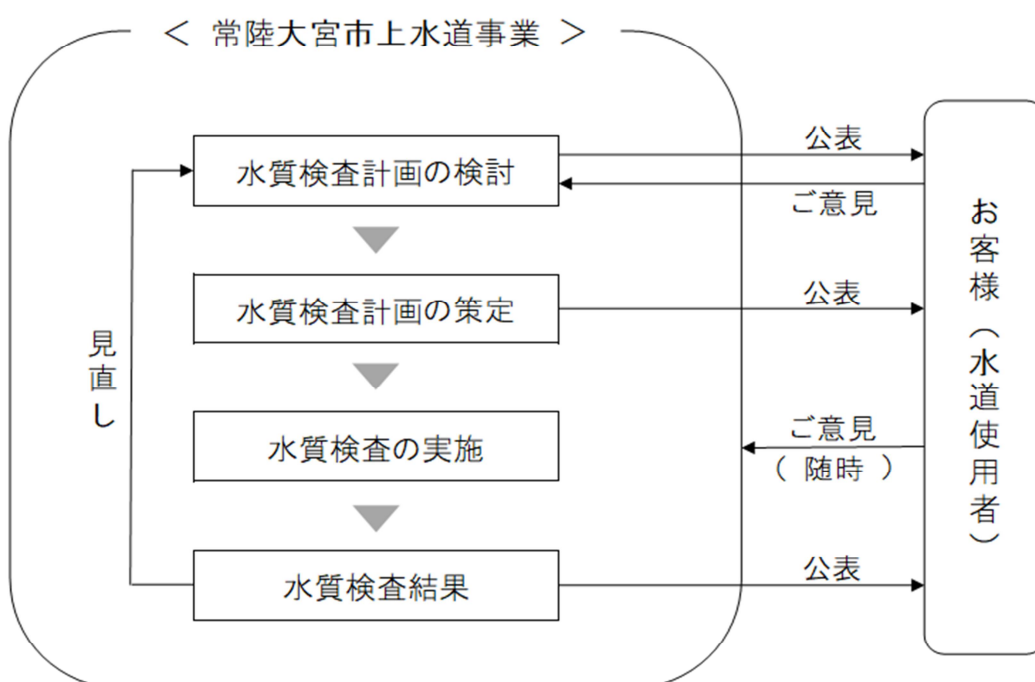 ＜ 常陸大宮市上水道事業 ＞
水質検査計画の検討
公表
ご意見
水質検査計画の策定
公表
見直し
水質検査の実施
ご意見
（ 随時 ）
水質検査結果
公表
お客様（水道使用者）